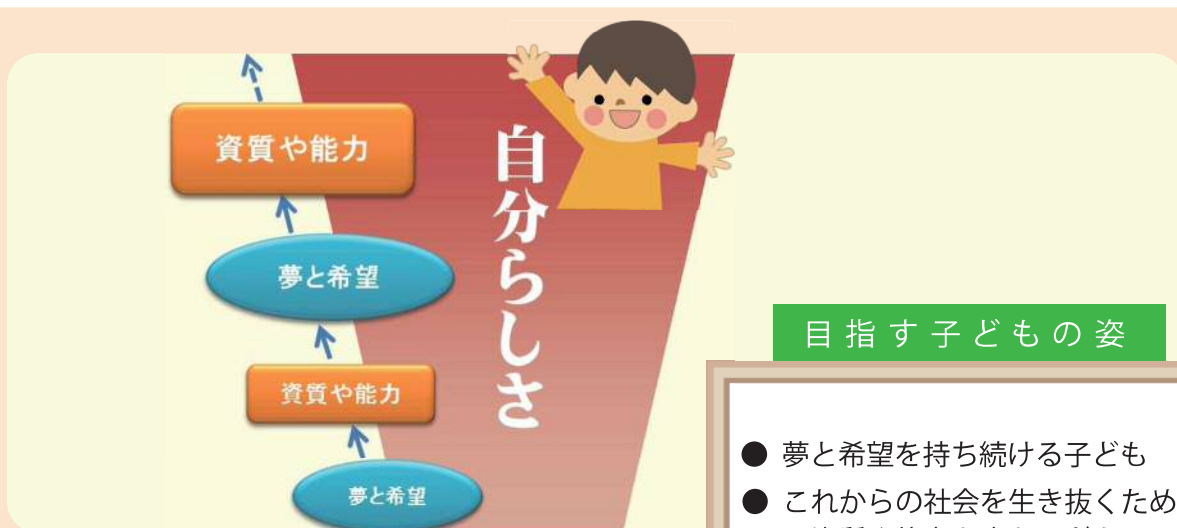 資質や能力
夢と希望
資質や能力
夢と希望
自分らしさ
目指す子どもの姿
● 夢と希望を持ち続ける子ども
● これからの社会を生き抜くため